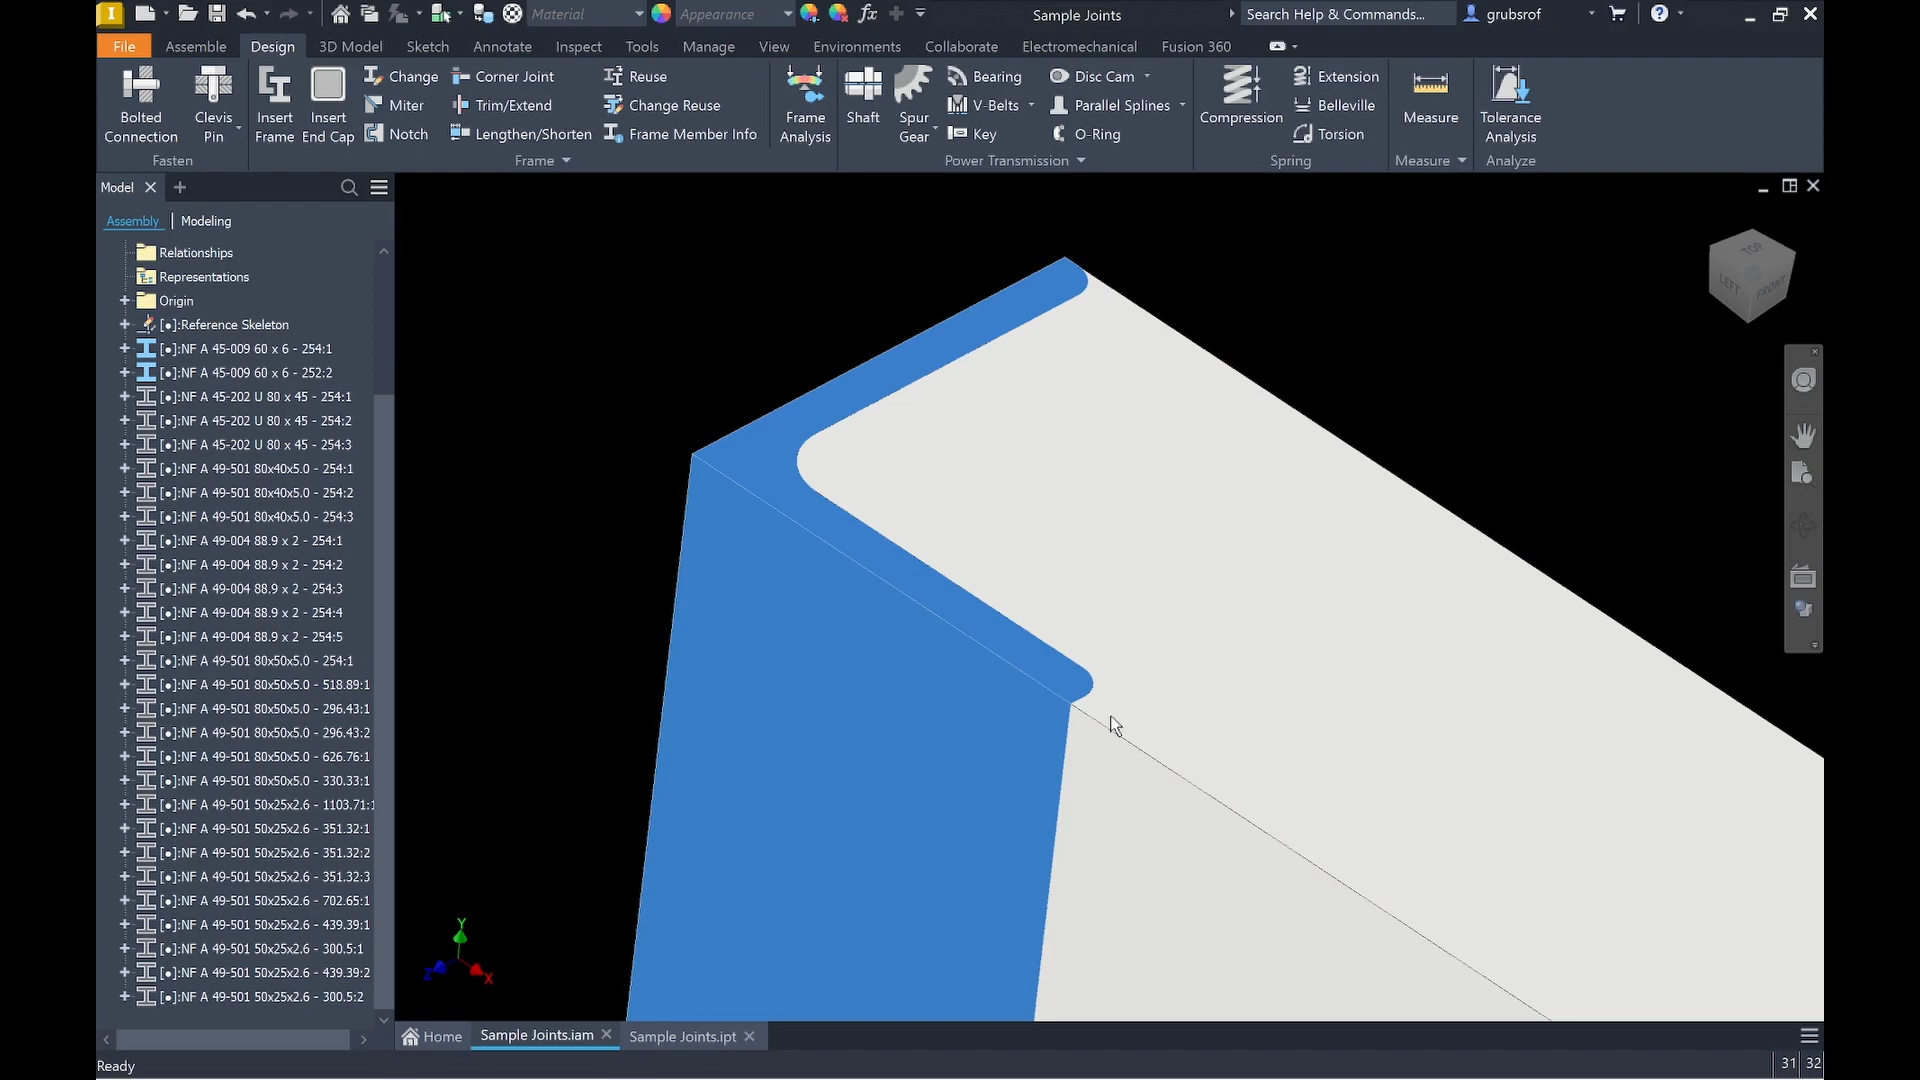 I Material Appearance fx Sample Joints Search Help & Commands... grubsrof ?
File Assemble Design 3D Model Sketch Annotate Inspect Tools Manage View Environments Collaborate Electromechanical Fusion 360
Bolted Connection
Clevis Pin
Fasten
Insert Frame
Insert End Cap
Change
Miter
Notch
Corner Joint
Trim/Extend
Lengthen/Shorten
Reuse
Change Reuse
Frame Member Info
Frame
Frame Analysis
Shaft
Spur Gear
Bearing
V-Belts
Key
Disc Cam
Parallel Splines
O-Ring
Power Transmission
Compression
Extension
Belleville
Torsion
Spring
Measure
Measure
Tolerance Analysis
Analyze
Model
Assembly | Modeling
Relationships
Representations
Origin
[●]:Reference Skeleton
[●]:NF A 45-009 60 x 6 - 254:1
[●]:NF A 45-009 60 x 6 - 252:2
[●]:NF A 45-202 U 80 x 45 - 254:1
[●]:NF A 45-202 U 80 x 45 - 254:2
[●]:NF A 45-202 U 80 x 45 - 254:3
[●]:NF A 49-501 80x40x5.0 - 254:1
[●]:NF A 49-501 80x40x5.0 - 254:2
[●]:NF A 49-501 80x40x5.0 - 254:3
[●]:NF A 49-004 88.9 x 2 - 254:1
[●]:NF A 49-004 88.9 x 2 - 254:2
[●]:NF A 49-004 88.9 x 2 - 254:3
[●]:NF A 49-004 88.9 x 2 - 254:4
[●]:NF A 49-004 88.9 x 2 - 254:5
[●]:NF A 49-501 80x50x5.0 - 254:1
[●]:NF A 49-501 80x50x5.0 - 518.89:1
[●]:NF A 49-501 80x50x5.0 - 296.43:1
[●]:NF A 49-501 80x50x5.0 - 296.43:2
[●]:NF A 49-501 80x50x5.0 - 626.76:1
[●]:NF A 49-501 80x50x5.0 - 330.33:1
[●]:NF A 49-501 50x25x2.6 - 1103.71:1
[●]:NF A 49-501 50x25x2.6 - 351.32:1
[●]:NF A 49-501 50x25x2.6 - 351.32:2
[●]:NF A 49-501 50x25x2.6 - 351.32:3
[●]:NF A 49-501 50x25x2.6 - 702.65:1
[●]:NF A 49-501 50x25x2.6 - 439.39:1
[●]:NF A 49-501 50x25x2.6 - 300.5:1
[●]:NF A 49-501 50x25x2.6 - 439.39:2
[●]:NF A 49-501 50x25x2.6 - 300.5:2
TOP
LEFT FRONT
Y
Z X
Home Sample Joints.iam Sample Joints.ipt
Ready 31 32